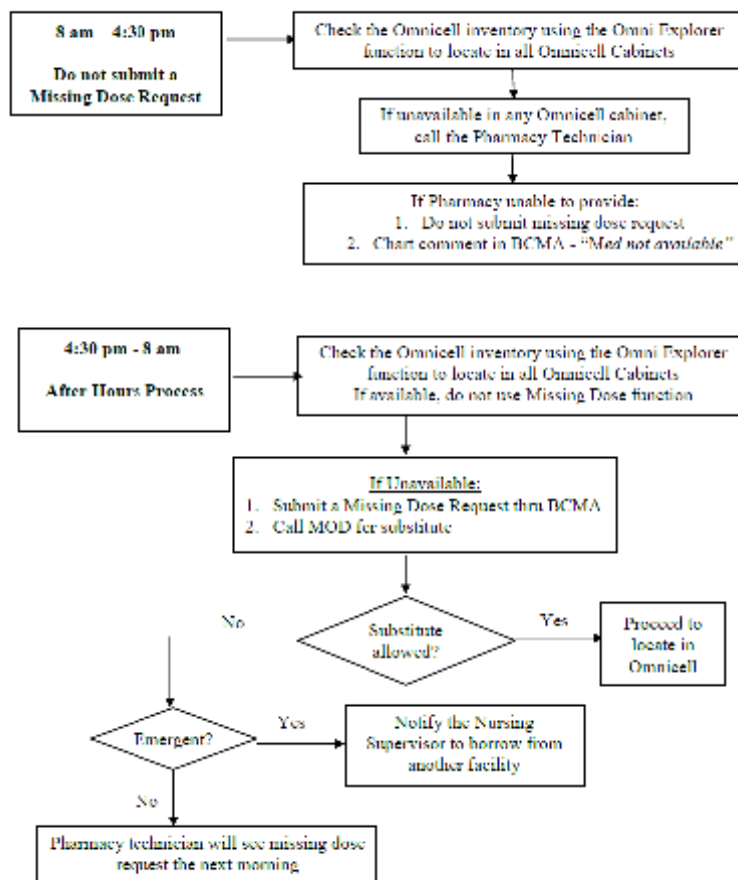 8 am – 4:30 pm
Do not submit a
Missing Dose Request
Check the Omnicell inventory using the Omni Explorer
function to locate in all Omnicell Cabinets
If unavailable in any Omnicell cabinet,
call the Pharmacy Technician
If Pharmacy unable to provide:
1. Do not submit missing dose request
2. Chart comment in BCMA - “Med not available”
4:30 pm - 8 am
After Hours Process
Check the Omnicell inventory using the Omni Explorer
function to locate in all Omnicell Cabinets
If available, do not use Missing Dose function
If Unavailable:
1. Submit a Missing Dose Request thru BCMA
2. Call MOD for substitute
Substitute
allowed?
No
Yes
Proceed to
locate in
Omnicell
Emergent?
Yes
Notify the Nursing
Supervisor to borrow from
another facility
No
Pharmacy technician will see missing dose
request the next morning